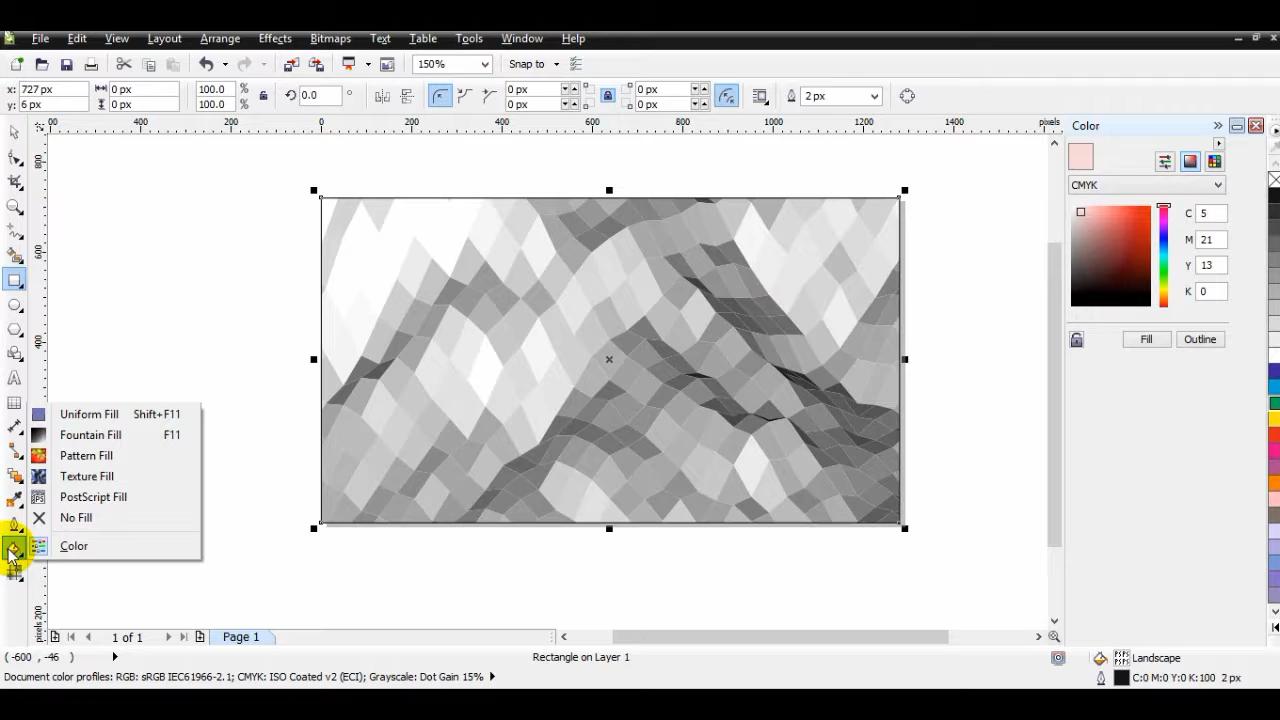 File Edit View Layout Arrange Effects Bitmaps Text Table Tools Window Help
150% Snap to
x: 727 px 0 px 100.0 % 0.0 ° 0 px 0 px 2 px
y: 6 px 0 px 100.0 % 0 px 0 px
400 200 0 200 400 600 800 1000 1200 1400 pixels
800
600
400
200
pixels
Color
CMYK
C 5
M 21
Y 13
K 0
Fill Outline
Uniform Fill Shift+F11
Fountain Fill F11
Pattern Fill
Texture Fill
PostScript Fill
No Fill
Color
1 of 1 Page 1
(-600 , -46 ) Rectangle on Layer 1 Landscape
Document color profiles: RGB: sRGB IEC61966-2.1; CMYK: ISO Coated v2 (ECI); Grayscale: Dot Gain 15% C:0 M:0 Y:0 K:100 2 px